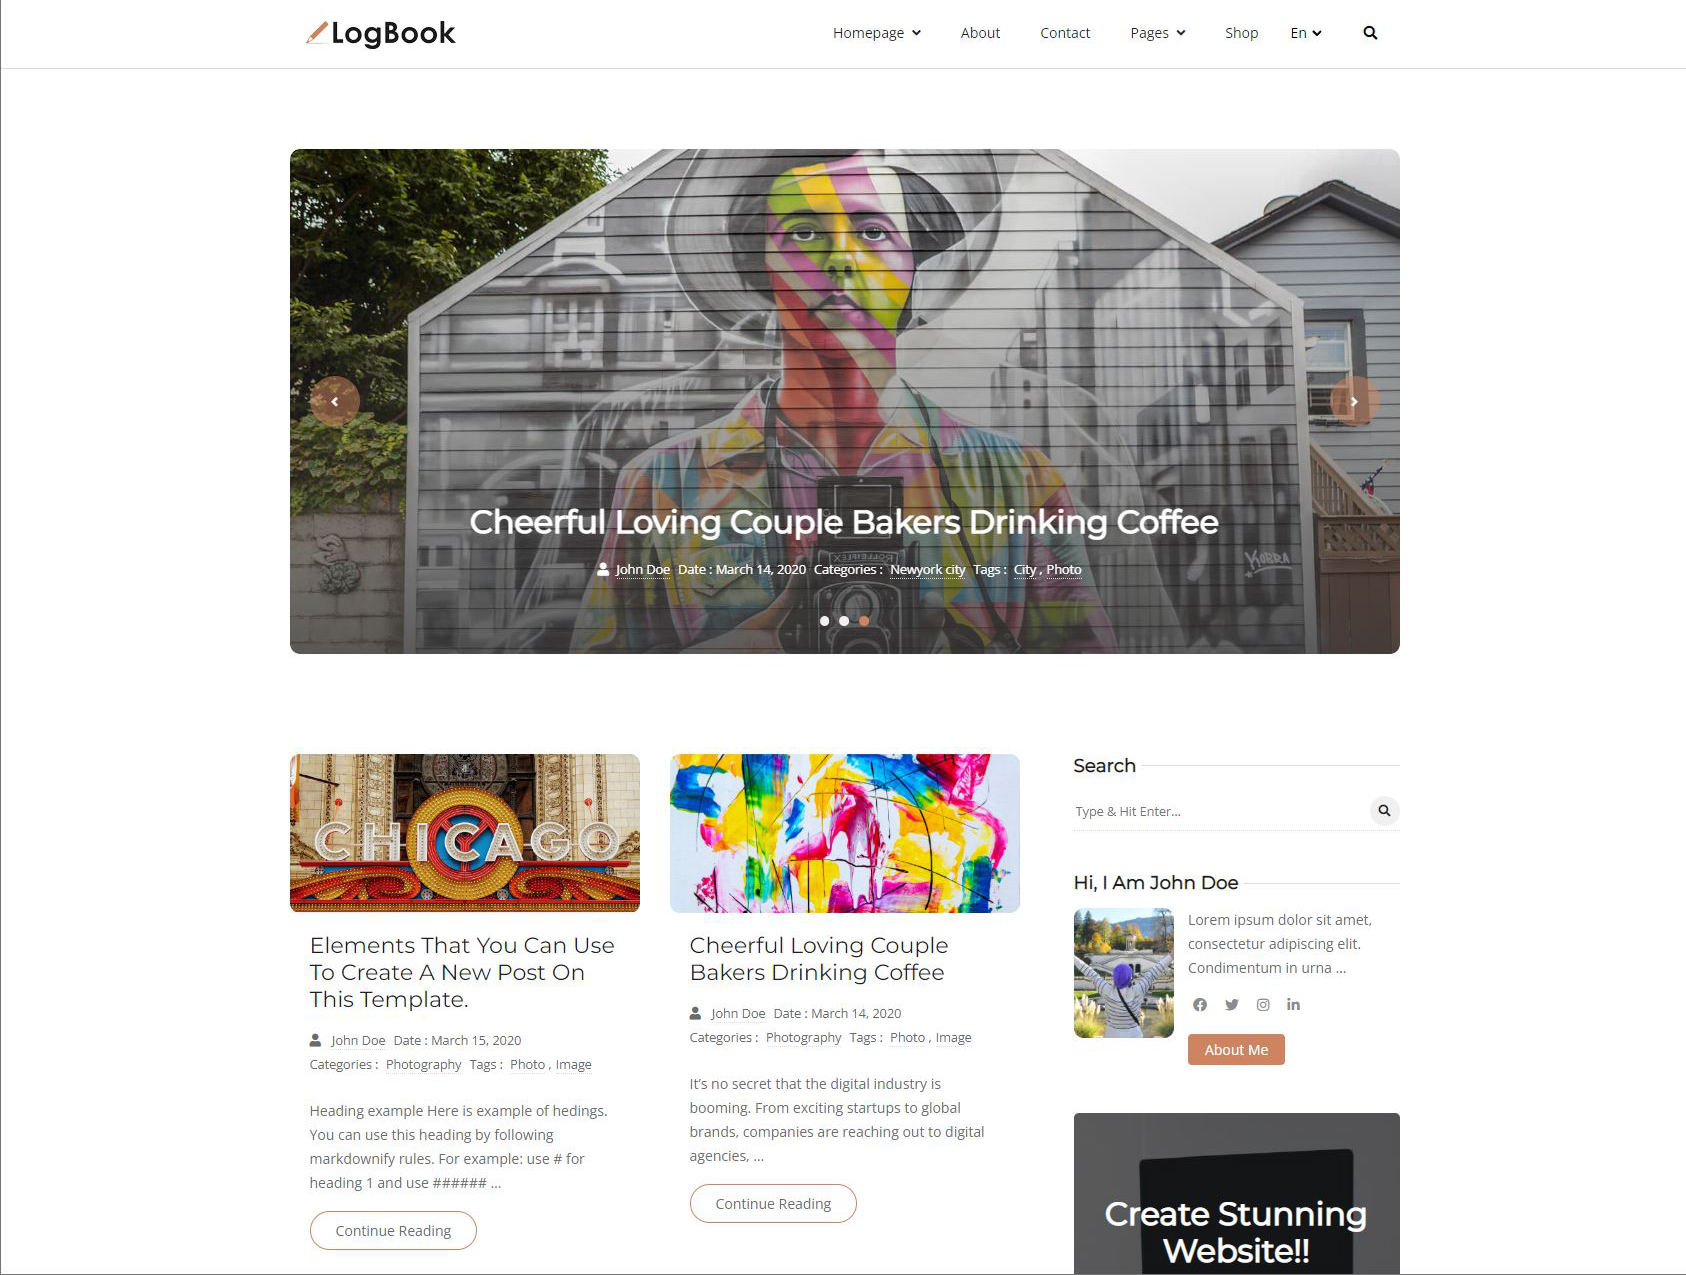 LogBook
Homepage About Contact Pages Shop En
Cheerful Loving Couple Bakers Drinking Coffee
John Doe Date : March 14, 2020 Categories : Newyork city Tags : City , Photo
KOBRA
ROLLEIFLEX
CHICAGO
Elements That You Can Use
To Create A New Post On
This Template.
John Doe Date : March 15, 2020
Categories : Photography Tags : Photo , Image
Heading example Here is example of hedings.
You can use this heading by following
markdownify rules. For example: use # for
heading 1 and use ###### ...
Continue Reading
Cheerful Loving Couple
Bakers Drinking Coffee
John Doe Date : March 14, 2020
Categories : Photography Tags : Photo , Image
It’s no secret that the digital industry is
booming. From exciting startups to global
brands, companies are reaching out to digital
agencies, ...
Continue Reading
Search
Type & Hit Enter...
Hi, I Am John Doe
Lorem ipsum dolor sit amet,
consectetur adipiscing elit.
Condimentum in urna ...
About Me
Create Stunning
Website!!